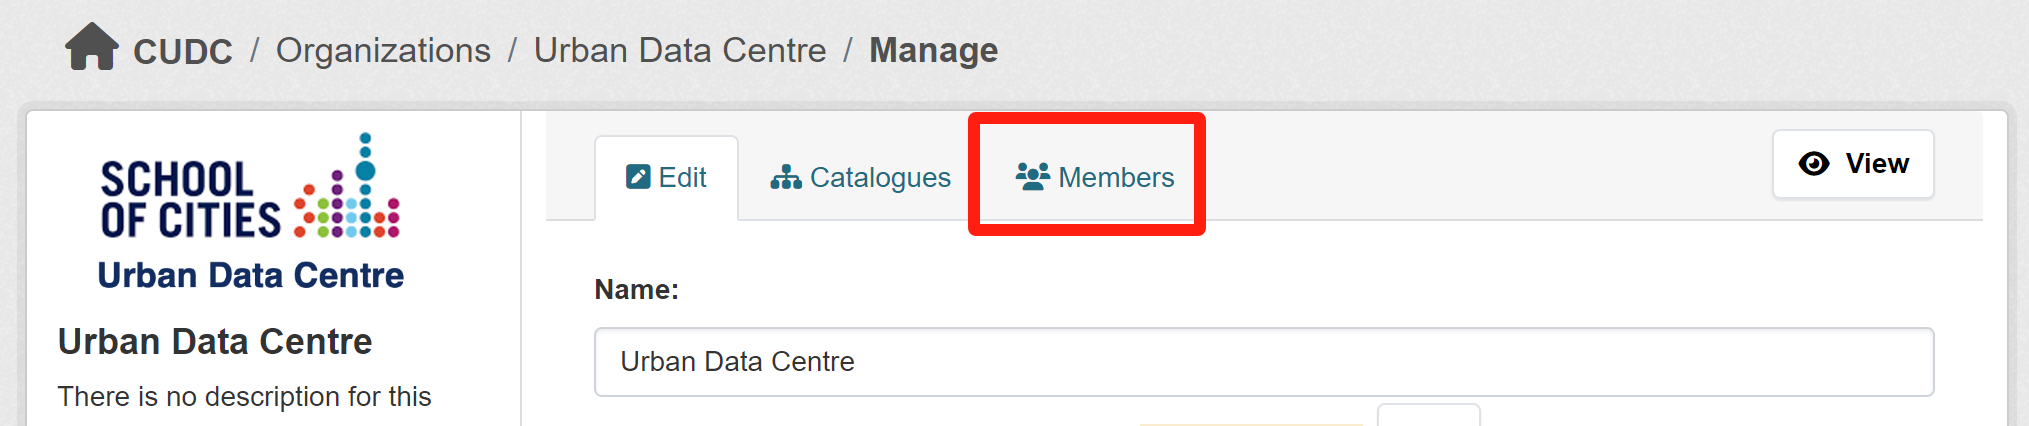 CUDC / Organizations / Urban Data Centre / Manage
SCHOOL
OF CITIES
Urban Data Centre
Urban Data Centre
There is no description for this
Edit Catalogues Members View
Name:
Urban Data Centre